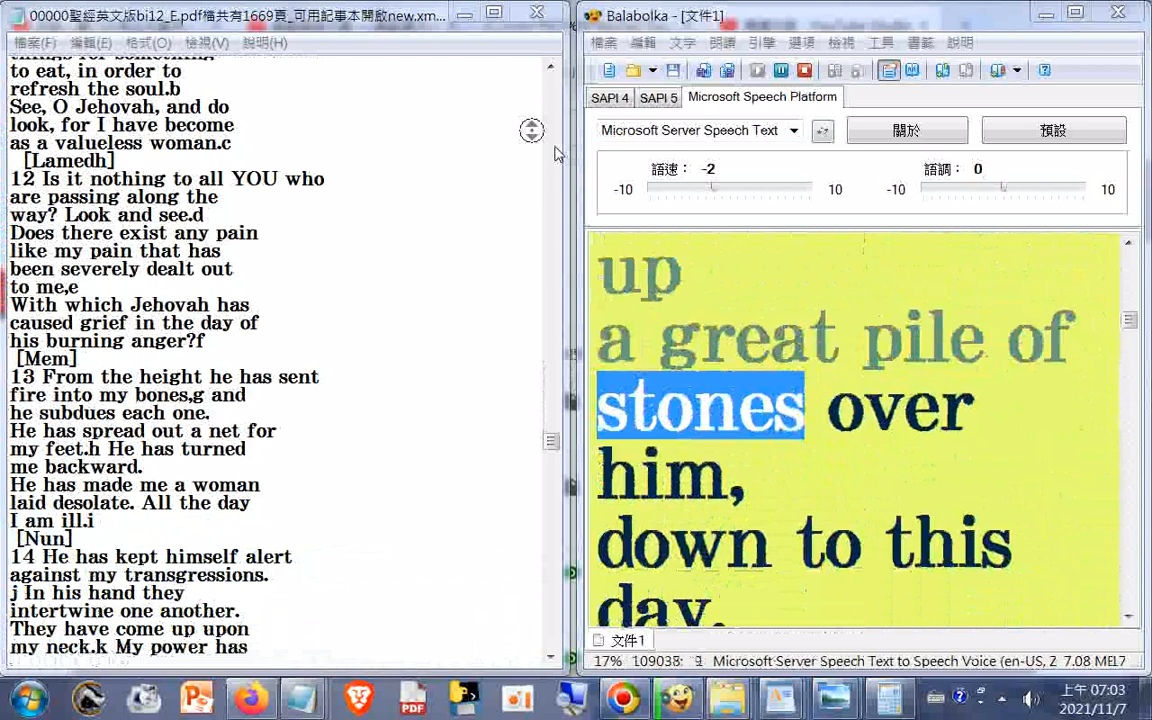 00000聖經英文版bi12_E.pdf檔共有1669頁_可用記事本開啟new.xm...
檔案(F) 編輯(E) 格式(O) 檢視(V) 說明(H)
things for something
to eat, in order to
refresh the soul.b
See, O Jehovah, and do
look, for I have become
as a valueless woman.c
[Lamedh]
12 Is it nothing to all YOU who
are passing along the
way? Look and see.d
Does there exist any pain
like my pain that has
been severely dealt out
to me,e
With which Jehovah has
caused grief in the day of
his burning anger?f
[Mem]
13 From the height he has sent
fire into my bones,g and
he subdues each one.
He has spread out a net for
my feet.h He has turned
me backward.
He has made me a woman
laid desolate. All the day
I am ill.i
[Nun]
14 He has kept himself alert
against my transgressions.
j In his hand they
intertwine one another.
They have come up upon
my neck.k My power has
Balabolka - [文件1]
檔案 編輯 文字 朗讀 引擎 選項 檢視 工具 書籤 說明
SAPI 4 SAPI 5 Microsoft Speech Platform
Microsoft Server Speech Text 關於 預設
語速: -2 語調: 0
-10 10 -10 10
up
a great pile of
stones over
him,
down to this
day.
文件1
17% 109038: Microsoft Server Speech Text to Speech Voice (en-US, 2 7.08 ME
PDF
上午 07:03
2021/11/7